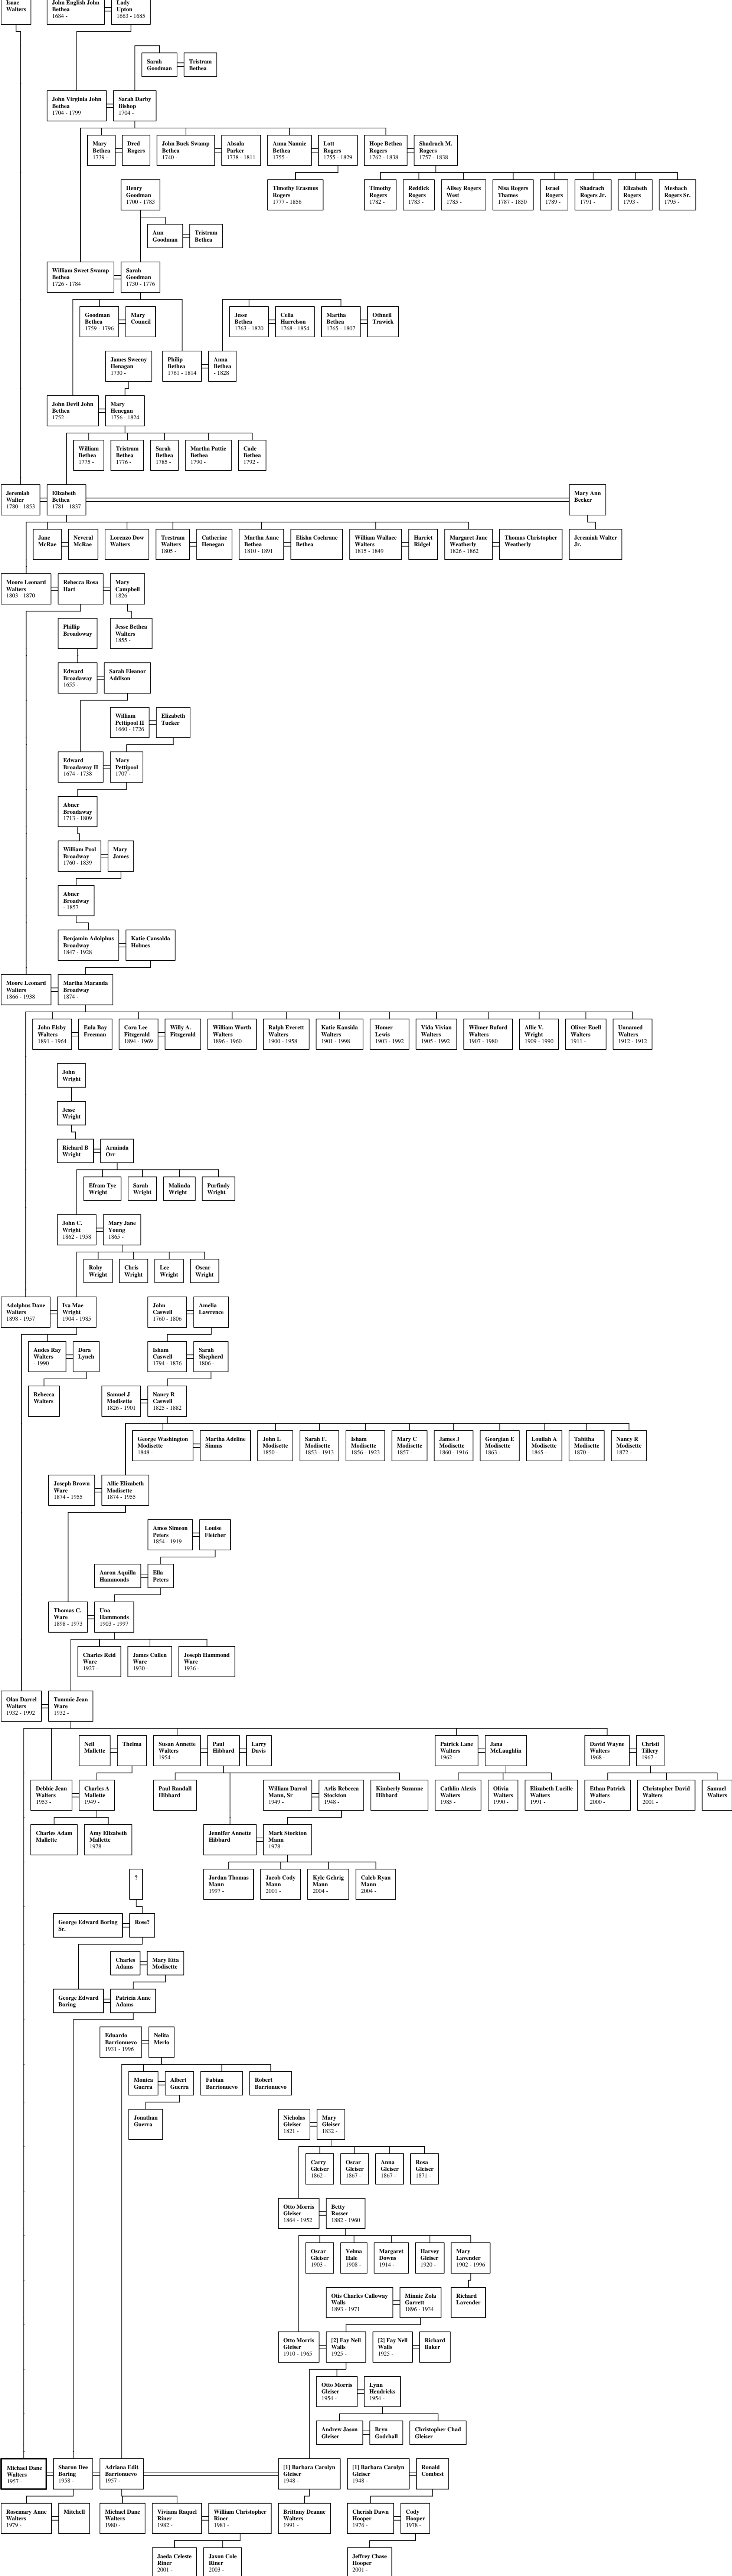 Isaac
Walters
John English John
Bethea
1684 -
Lady
Upton
1663 - 1685
Sarah
Goodman
Tristram
Bethea
John Virginia John
Bethea
1704 - 1799
Sarah Darby
Bishop
1704 -
Mary
Bethea
1739 -
Dred
Rogers
John Buck Swamp
Bethea
1740 -
Absala
Parker
1738 - 1811
Anna Nannie
Bethea
1755 -
Lott
Rogers
1755 - 1829
Hope Bethea
Rogers
1762 - 1838
Shadrach M.
Rogers
1757 - 1838
Henry
Goodman
1700 - 1783
Timothy Erasmus
Rogers
1777 - 1856
Timothy
Rogers
1782 -
Reddick
Rogers
1783 -
Ailsey Rogers
West
1785 -
Nisa Rogers
Thames
1787 - 1850
Israel
Rogers
1789 -
Shadrach
Rogers Jr.
1791 -
Elizabeth
Rogers
1793 -
Meshach
Rogers Sr.
1795 -
Ann
Goodman
Tristram
Bethea
William Sweet Swamp
Bethea
1726 - 1784
Sarah
Goodman
1730 - 1776
Goodman
Bethea
1759 - 1796
Mary
Council
Jesse
Bethea
1763 - 1820
Celia
Harrelson
1768 - 1854
Martha
Bethea
1765 - 1807
Othneil
Trawick
James Sweeny
Henagan
1730 -
Philip
Bethea
1761 - 1814
Anna
Bethea
- 1828
John Devil John
Bethea
1752 -
Mary
Henegan
1756 - 1824
William
Bethea
1775 -
Tristram
Bethea
1776 -
Sarah
Bethea
1785 -
Martha Pattie
Bethea
1790 -
Cade
Bethea
1792 -
Jeremiah
Walter
1780 - 1853
Elizabeth
Bethea
1781 - 1837
Mary Ann
Becker
Jane
McRae
Neveral
McRae
Lorenzo Dow
Walters
Trestram
Walters
1805 -
Catherine
Henegan
Martha Anne
Bethea
1810 - 1891
Elisha Cochrane
Bethea
William Wallace
Walters
1815 - 1849
Harriet
Ridgel
Margaret Jane
Weatherly
1826 - 1862
Thomas Christopher
Weatherly
Jeremiah Walter
Jr.
Moore Leonard
Walters
1803 - 1870
Rebecca Rosa
Hart
Mary
Campbell
1826 -
Phillip
Broadoway
Jesse Bethea
Walters
1855 -
Edward
Broadaway
1655 -
Sarah Eleanor
Addison
William
Pettipool II
1660 - 1726
Elizabeth
Tucker
Edward
Broadaway II
1674 - 1738
Mary
Pettipool
1707 -
Abner
Broadaway
1713 - 1809
William Pool
Broadway
1760 - 1839
Mary
James
Abner
Broadway
- 1857
Benjamin Adolphus
Broadway
1847 - 1928
Katie Cansalda
Holmes
Moore Leonard
Walters
1866 - 1938
Martha Maranda
Broadway
1874 -
John Elsby
Walters
1891 - 1964
Eula Bay
Freeman
Cora Lee
Fitzgerald
1894 - 1969
Willy A.
Fitzgerald
William Worth
Walters
1896 - 1960
Ralph Everett
Walters
1900 - 1958
Katie Kansida
Walters
1901 - 1998
Homer
Lewis
1903 - 1992
Vida Vivian
Walters
1905 - 1992
Wilmer Buford
Walters
1907 - 1980
Allie V.
Wright
1909 - 1990
Oliver Euell
Walters
1911 -
Unnamed
Walters
1912 - 1912
John
Wright
Jesse
Wright
Richard B
Wright
Arminda
Orr
Efram Tye
Wright
Sarah
Wright
Malinda
Wright
Purfindy
Wright
John C.
Wright
1862 - 1958
Mary Jane
Young
1865 -
Roby
Wright
Chris
Wright
Lee
Wright
Oscar
Wright
Adolphus Dane
Walters
1898 - 1957
Iva Mae
Wright
1904 - 1985
John
Caswell
1760 - 1806
Amelia
Lawrence
Audes Ray
Walters
- 1990
Dora
Lynch
Isham
Caswell
1794 - 1876
Sarah
Shepherd
1806 -
Rebecca
Walters
Samuel J
Modisette
1826 - 1901
Nancy R
Caswell
1825 - 1882
George Washington
Modisette
1848 -
Martha Adeline
Simms
John L
Modisette
1850 -
Sarah F.
Modisette
1853 - 1913
Isham
Modisette
1856 - 1923
Mary C
Modisette
1857 -
James J
Modisette
1860 - 1916
Georgian E
Modisette
1863 -
Louilah A
Modisette
1865 -
Tabitha
Modisette
1870 -
Nancy R
Modisette
1872 -
Joseph Brown
Ware
1874 - 1955
Allie Elizabeth
Modisette
1874 - 1955
Amos Simeon
Peters
1854 - 1919
Louise
Fletcher
Aaron Aquilla
Hammonds
Ella
Peters
Thomas C.
Ware
1898 - 1973
Una
Hammonds
1903 - 1997
Charles Reid
Ware
1927 -
James Cullen
Ware
1930 -
Joseph Hammond
Ware
1936 -
Olan Darrel
Walters
1932 - 1992
Tommie Jean
Ware
1932 -
Neil
Mallette
Thelma
Susan Annette
Walters
1954 -
Paul
Hibbard
Larry
Davis
Patrick Lane
Walters
1962 -
Jana
McLaughlin
David Wayne
Walters
1968 -
Christi
Tillery
1967 -
Debbie Jean
Walters
1953 -
Charles A
Mallette
1949 -
Paul Randall
Hibbard
William Darrol
Mann, Sr
1949 -
Arlis Rebecca
Stockton
1948 -
Kimberly Suzanne
Hibbard
Cathlin Alexis
Walters
1985 -
Olivia
Walters
1990 -
Elizabeth Lucille
Walters
1991 -
Ethan Patrick
Walters
2000 -
Christopher David
Walters
2001 -
Samuel
Walters
Charles Adam
Mallette
Amy Elizabeth
Mallette
1978 -
Jennifer Annette
Hibbard
Mark Stockton
Mann
1978 -
?
Jordan Thomas
Mann
1997 -
Jacob Cody
Mann
2001 -
Kyle Gehrig
Mann
2004 -
Caleb Ryan
Mann
2004 -
George Edward Boring
Sr.
Rose?
Charles
Adams
Mary Etta
Modisette
George Edward
Boring
Patricia Anne
Adams
Eduardo
Barrionuevo
1931 - 1996
Nelita
Merlo
Monica
Guerra
Albert
Guerra
Fabian
Barrionuevo
Robert
Barrionuevo
Jonathan
Guerra
Nicholas
Gleiser
1821 -
Mary
Gleiser
1832 -
Carry
Gleiser
1862 -
Oscar
Gleiser
1867 -
Anna
Gleiser
1867 -
Rosa
Gleiser
1871 -
Otto Morris
Gleiser
1864 - 1952
Betty
Rosser
1882 - 1960
Oscar
Gleiser
1903 -
Velma
Hale
1908 -
Margaret
Downs
1914 -
Harvey
Gleiser
1920 -
Mary
Lavender
1902 - 1996
Otis Charles Calloway
Walls
1893 - 1971
Minnie Zola
Garrett
1896 - 1934
Richard
Lavender
Otto Morris
Gleiser
1910 - 1965
[2] Fay Nell
Walls
1925 -
[2] Fay Nell
Walls
1925 -
Richard
Baker
Otto Morris
Gleiser
1954 -
Lynn
Hendricks
1954 -
Andrew Jason
Gleiser
Bryn
Godchall
Christopher Chad
Gleiser
Michael Dane
Walters
1957 -
Sharon Dee
Boring
1958 -
Adriana Edit
Barrionuevo
1957 -
[1] Barbara Carolyn
Gleiser
1948 -
[1] Barbara Carolyn
Gleiser
1948 -
Ronald
Combest
Rosemary Anne
Walters
1979 -
Mitchell
Michael Dane
Walters
1980 -
Viviana Raquel
Riner
1982 -
William Christopher
Riner
1981 -
Brittany Deanne
Walters
1991 -
Cherish Dawn
Hooper
1976 -
Cody
Hooper
1978 -
Jaeda Celeste
Riner
2001 -
Jaxon Cole
Riner
2003 -
Jeffrey Chase
Hooper
2001 -